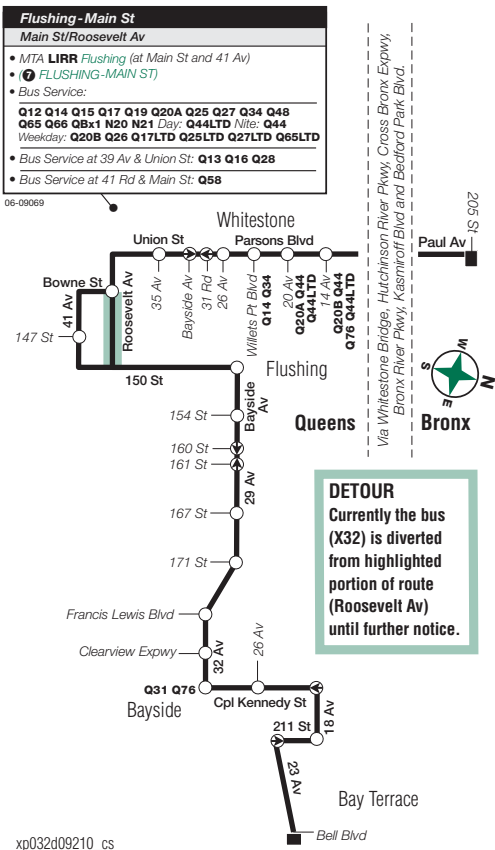 Flushing-Main St
Main St/Roosevelt Av
• MTA LIRR Flushing (at Main St and 41 Av)
• (7 FLUSHING-MAIN ST)
• Bus Service:
Q12 Q14 Q15 Q17 Q19 Q20A Q25 Q27 Q34 Q48
Q65 Q66 QBx1 N20 N21 Day: Q44LTD Nite: Q44
Weekday: Q20B Q26 Q17LTD Q25LTD Q27LTD Q65LTD
• Bus Service at 39 Av & Union St: Q13 Q16 Q28
• Bus Service at 41 Rd & Main St: Q58
06-09069
Whitestone
Union St
Parsons Blvd
35 Av
Bayside Av
31 Rd
26 Av
Willets Pt Blvd
Q14 Q34
20 Av
Q20A Q44
Q44LTD
14 Av
Q20B Q44
Q76 Q44LTD
Via Whitestone Bridge, Hutchinson River Pkwy, Cross Bronx Expwy,
Bronx River Pkwy, Kasmiroff Blvd and Bedford Park Blvd.
Paul Av
205 St
Bowne St
41 Av
Roosevelt Av
147 St
150 St
Flushing
W
S
N
E
Queens
Bronx
Bayside Av
154 St
160 St
161 St
29 Av
167 St
171 St
DETOUR
Currently the bus
(X32) is diverted
from highlighted
portion of route
(Roosevelt Av)
until further notice.
Francis Lewis Blvd
Clearview Expwy
32 Av
26 Av
Q31 Q76
Cpl Kennedy St
Bayside
18 Av
211 St
23 Av
Bay Terrace
Bell Blvd
xp032d09210_cs